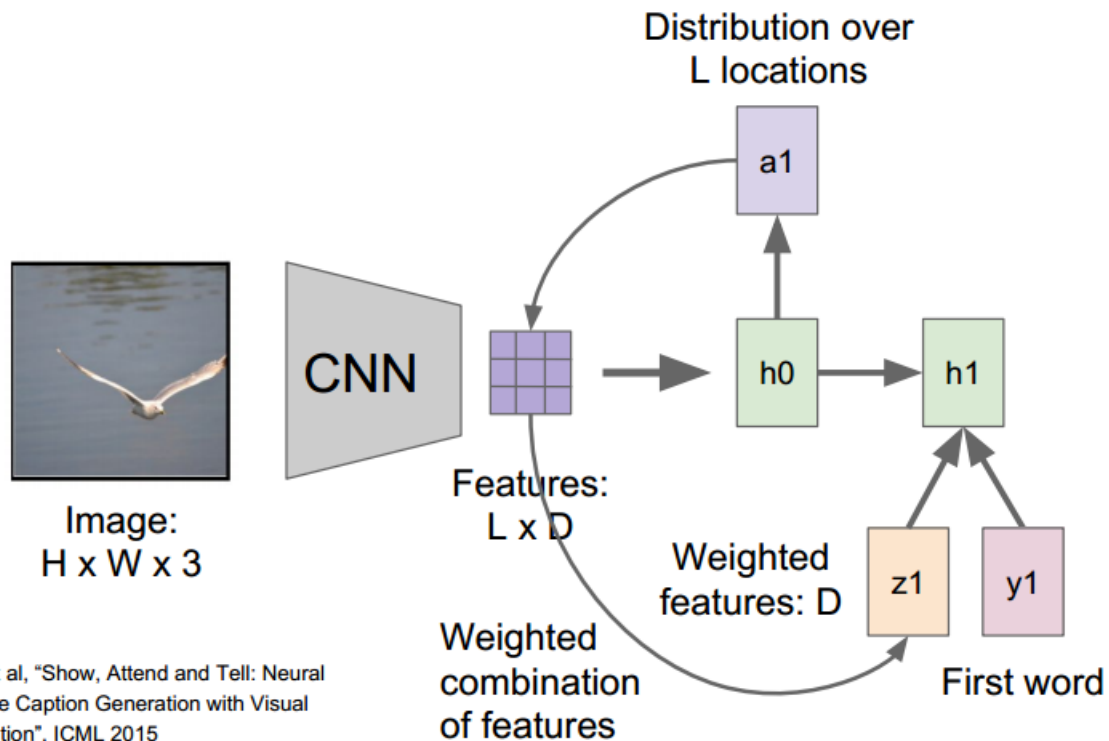 Distribution over
L locations
a1
CNN
h0
h1
Features:
L x D
Image:
H x W x 3
Weighted
features: D
z1
y1
Weighted
combination
of features
First word
al, “Show, Attend and Tell: Neural
Caption Generation with Visual
ICML 2015